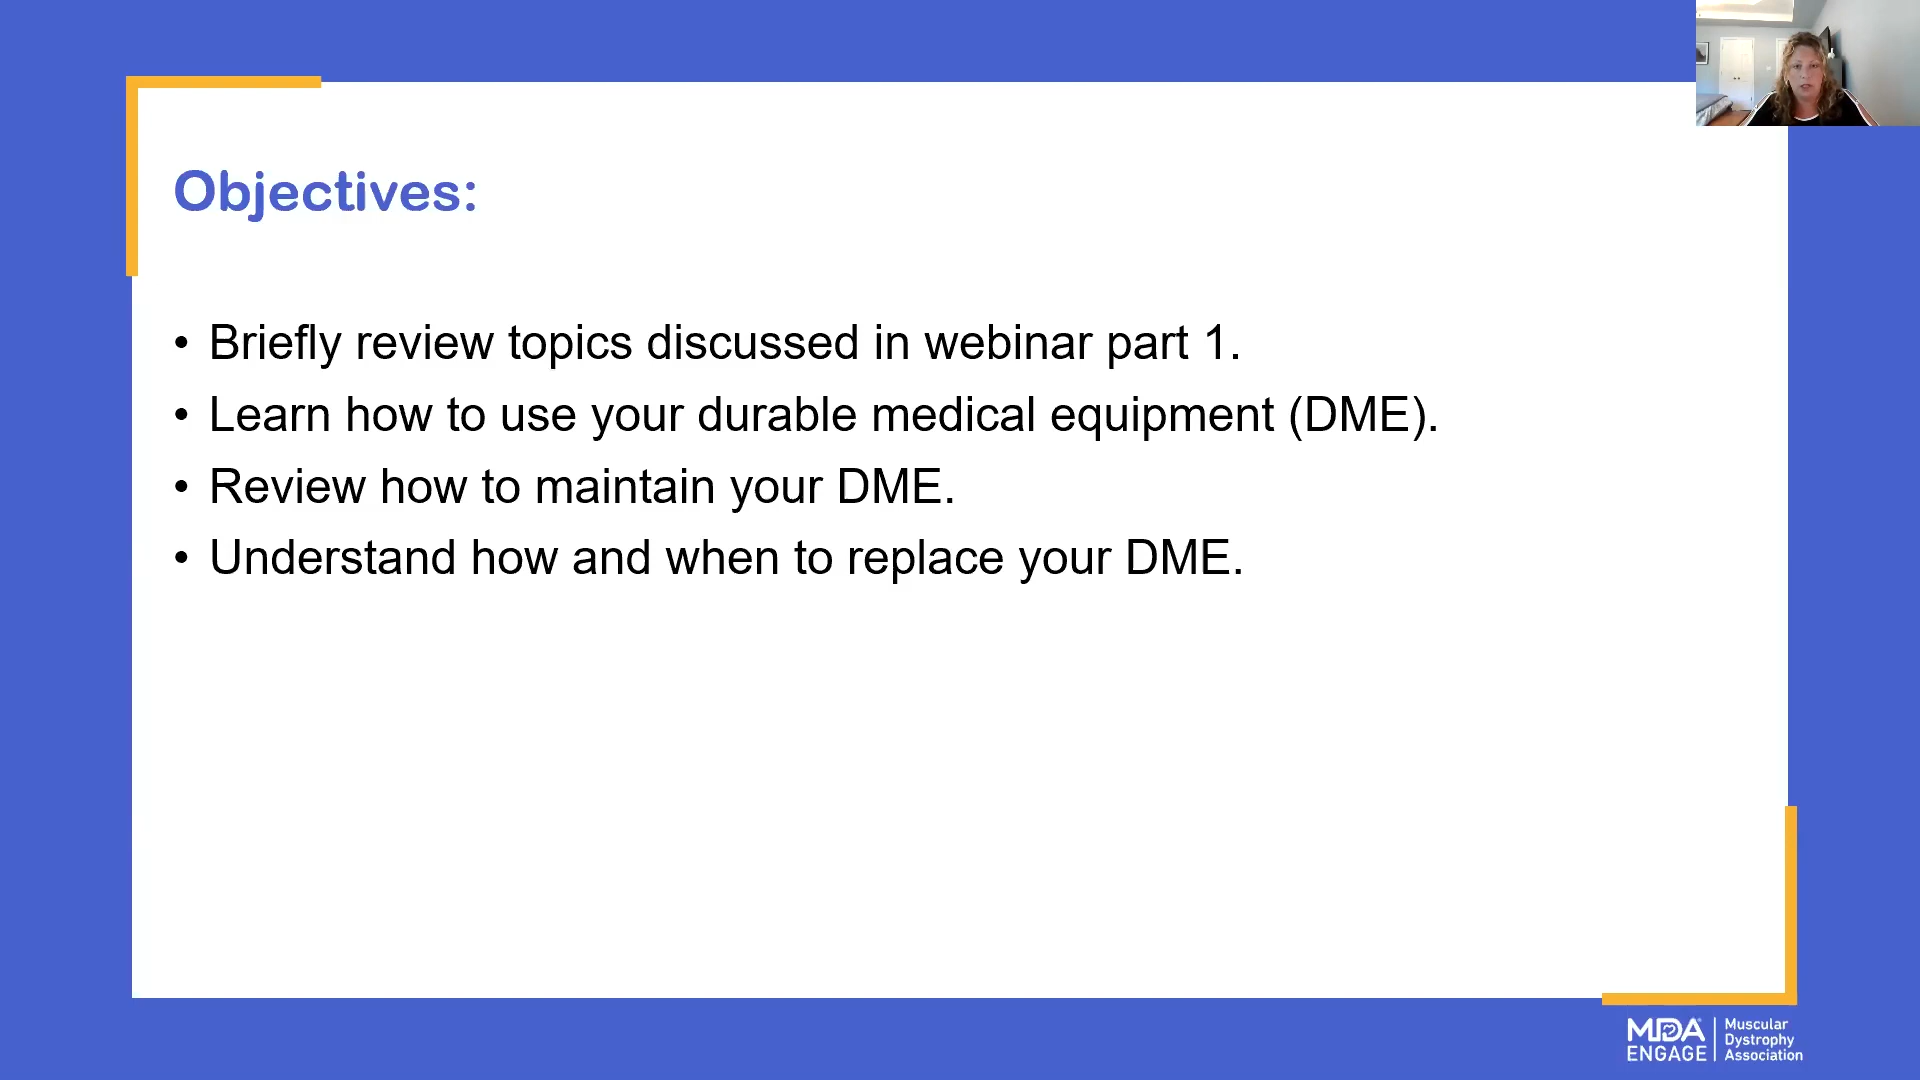 Objectives:
• Briefly review topics discussed in webinar part 1.
• Learn how to use your durable medical equipment (DME).
• Review how to maintain your DME.
• Understand how and when to replace your DME.
MDA
ENGAGE
Muscular
Dystrophy
Association